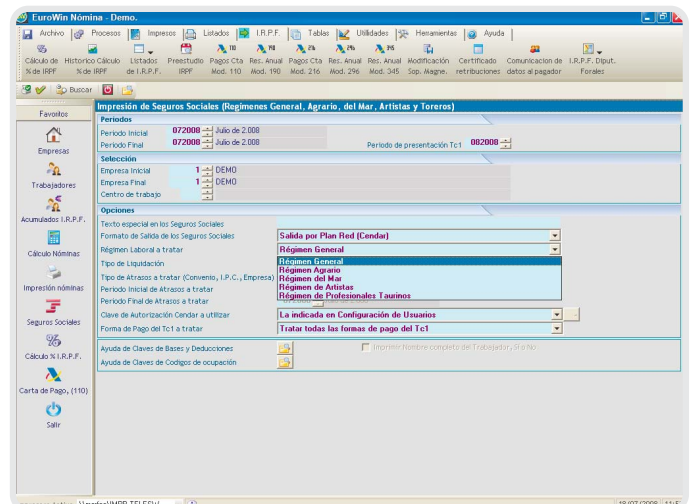 EuroWin Nómina - Demo.
Archivo Procesos Impresos Listados I.R.P.F. Tablas Utilidades Herramientas Ayuda
Cálculo de Historico Cálculo Listados Preestudio Pagos Cta Res. Anual Pagos Cta Res. Anual Res. Anual Modificación Certificado Comunicacion de I.R.P.F. Diput.
% de IRPF % de IRPF de I.R.P.F. IRPF Mod. 110 Mod. 190 Mod. 216 Mod. 296 Mod. 345 Sop. Magne. retribuciones datos al pagador Forales
Buscar
Favoritos
Empresas
Trabajadores
Acumulados I.R.P.F.
Cálculo Nóminas
Impresión nóminas
Seguros Sociales
Cálculo % I.R.P.F.
Carta de Pago, (110)
Salir
Impresión de Seguros Sociales (Regimenes General, Agrario, del Mar, Artistas y Toreros)
Periodos
Periodo Inicial 072008 Julio de 2.008
Periodo Final 072008 Julio de 2.008 Periodo de presentación Tc1 082008
Selección
Empresa Inicial 1 DEMO
Empresa Final 1 DEMO
Centro de trabajo
Opciones
Texto especial en los Seguros Sociales
Formato de Salida de los Seguros Sociales Salida por Plan Red (Cendar)
Régimen Laboral a tratar Régimen General
Tipo de Liquidación Régimen General
Régimen Agrario
Tipo de Atrasos a tratar (Convenio, I.P.C., Empresa) Régimen del Mar
Periodo Inicial de Atrasos a tratar Régimen de Artistas
Régimen de Profesionales Taurinos
Periodo Final de Atrasos a tratar
Clave de Autorización Cendar a utilizar La indicada en Configuración de Usuarios
Forma de Pago del Tc1 a tratar Tratar todas las formas de pago del Tc1
Ayuda de Claves de Bases y Deducciones Imprimir Nombre completo del Trabajador, Sí o No
Ayuda de Claves de Codigos de ocupación
18/07/2008